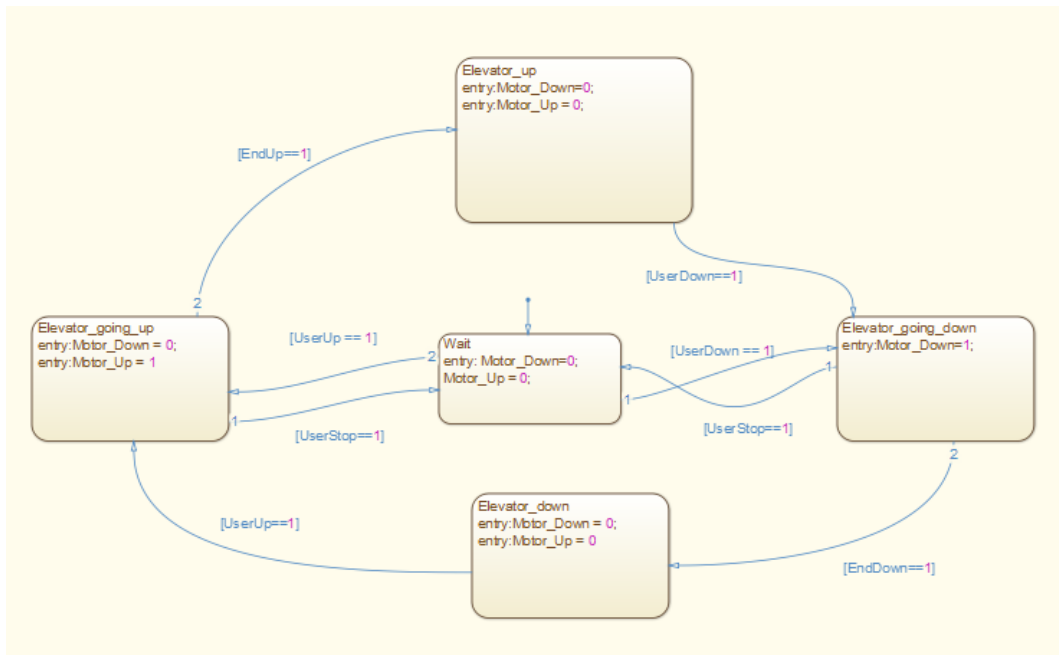 Elevator_up
entry:Motor_Down=0;
entry:Motor_Up = 0;
[EndUp==1]
[UserDown==1]
2
Elevator_going_up
entry:Motor_Down = 0;
entry:Motor_Up = 1
1
[UserUp == 1]
2
Wait
entry: Motor_Down=0;
Motor_Up = 0;
1
[UserDown == 1]
Elevator_going_down
entry:Motor_Down=1;
1
2
[UserStop==1]
[UserStop==1]
Elevator_down
entry:Motor_Down = 0;
entry:Motor_Up = 0
[UserUp==1]
[EndDown==1]